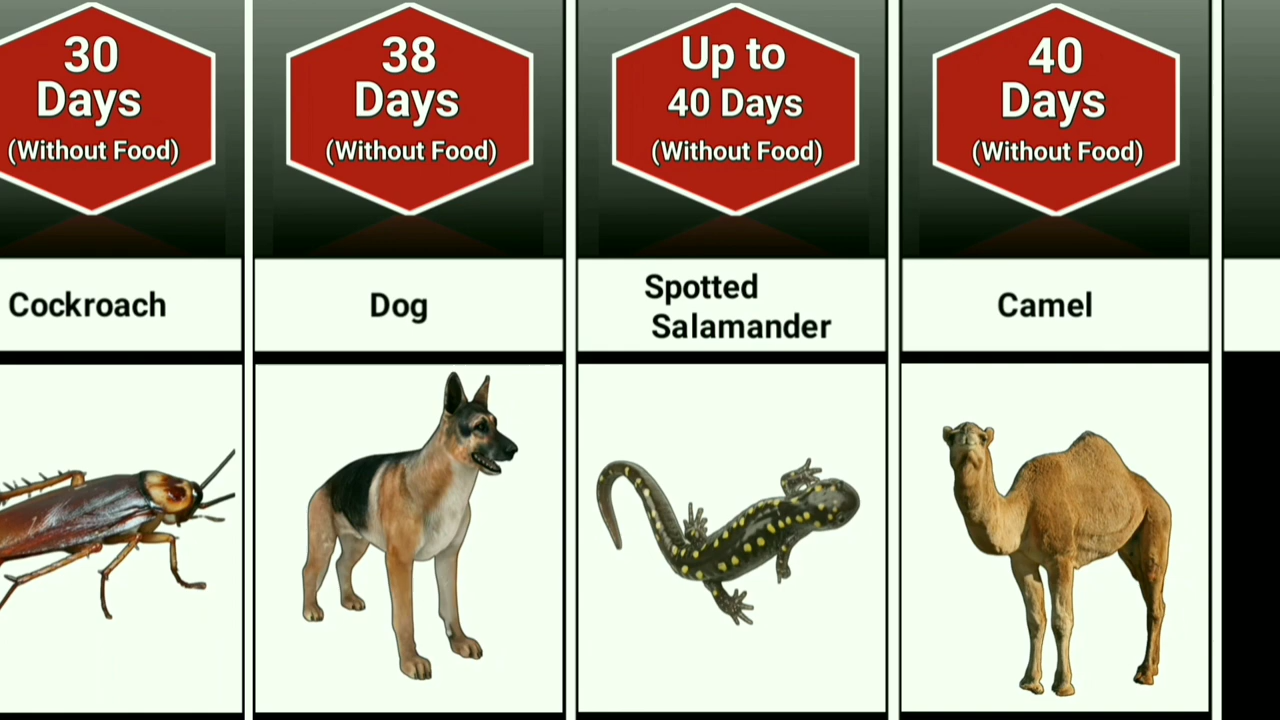 30
Days
(Without Food)
Cockroach
38
Days
(Without Food)
Dog
Up to
40 Days
(Without Food)
Spotted
Salamander
40
Days
(Without Food)
Camel